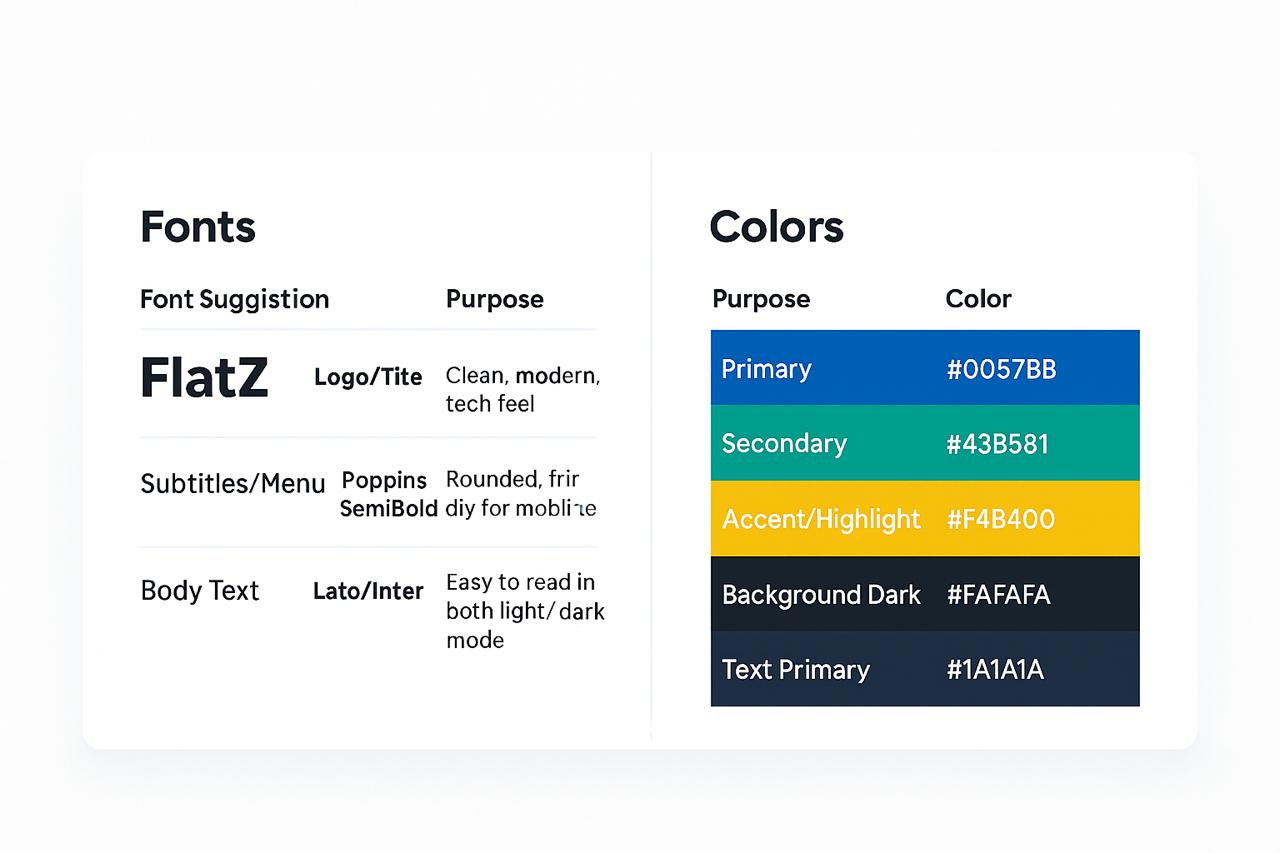 Fonts
Font Suggistion Purpose
FlatZ Logo/Tite Clean, modern,
tech feel
Subtitles/Menu Poppins Rounded, frir
SemiBold diy for
Body Text Lato/Inter Easy to read in
both light/dark
mode
Colors
Purpose Color
Primary #0057BB
Secondary #43B581
Accent/Highlight #F4B400
Background Dark #FAFAFA
Text Primary #1A1A1A